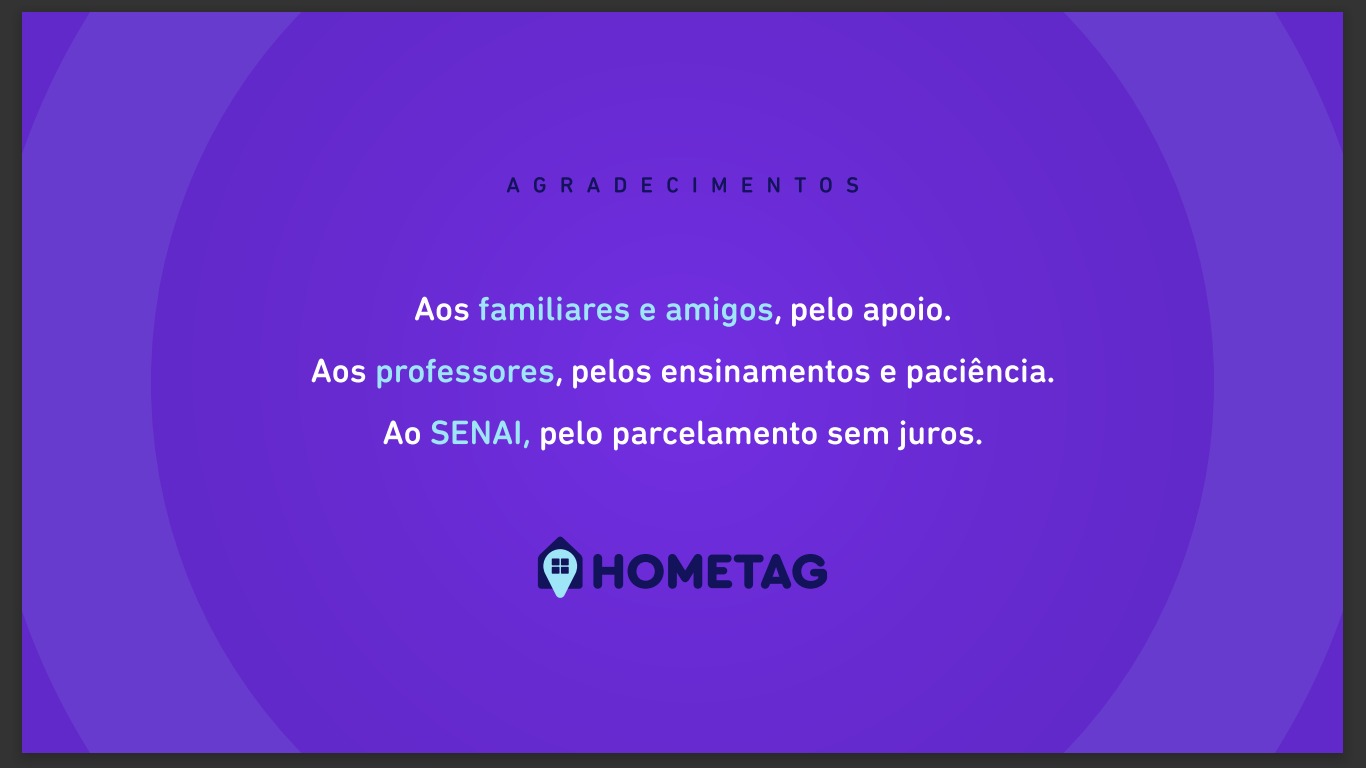 AGRADECIMENTOS
Aos familiares e amigos, pelo apoio.
Aos professores, pelos ensinamentos e paciência.
Ao SENAI, pelo parcelamento sem juros.
HOMETAG